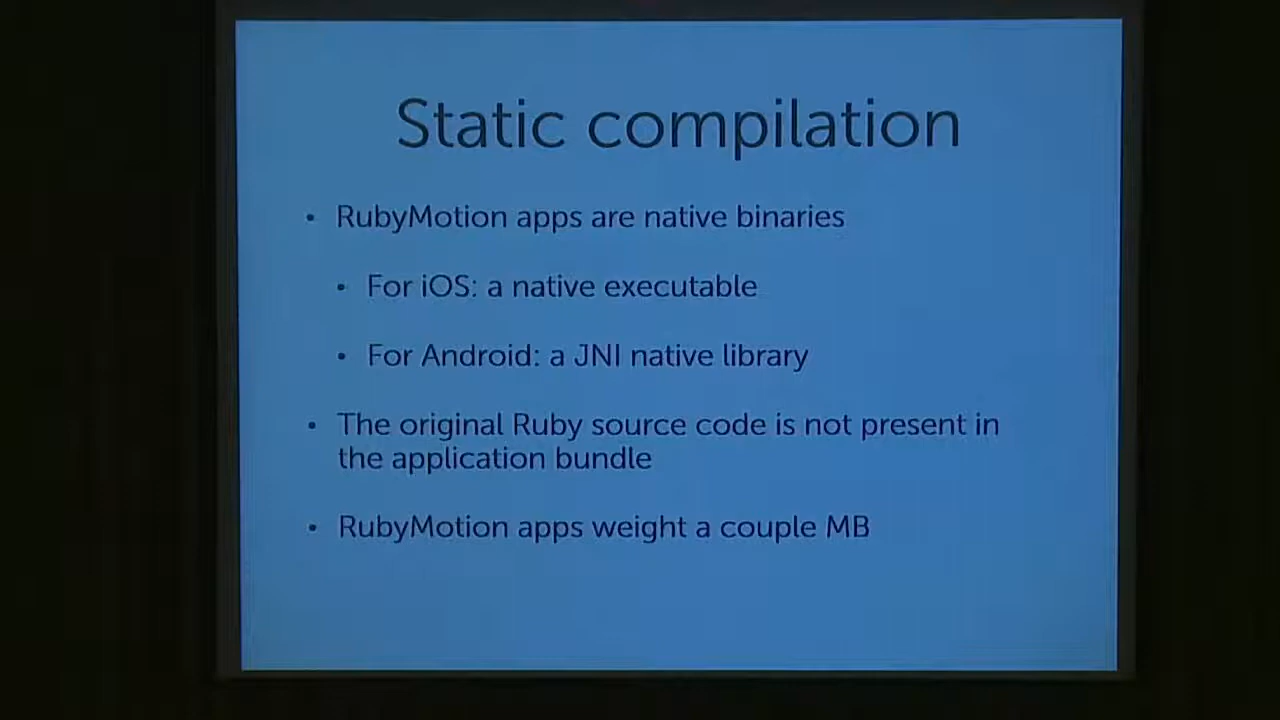 Static compilation
• RubyMotion apps are native binaries
• For iOS: a native executable
• For Android: a JNI native library
• The original Ruby source code is not present in
the application bundle
• RubyMotion apps weight a couple MB